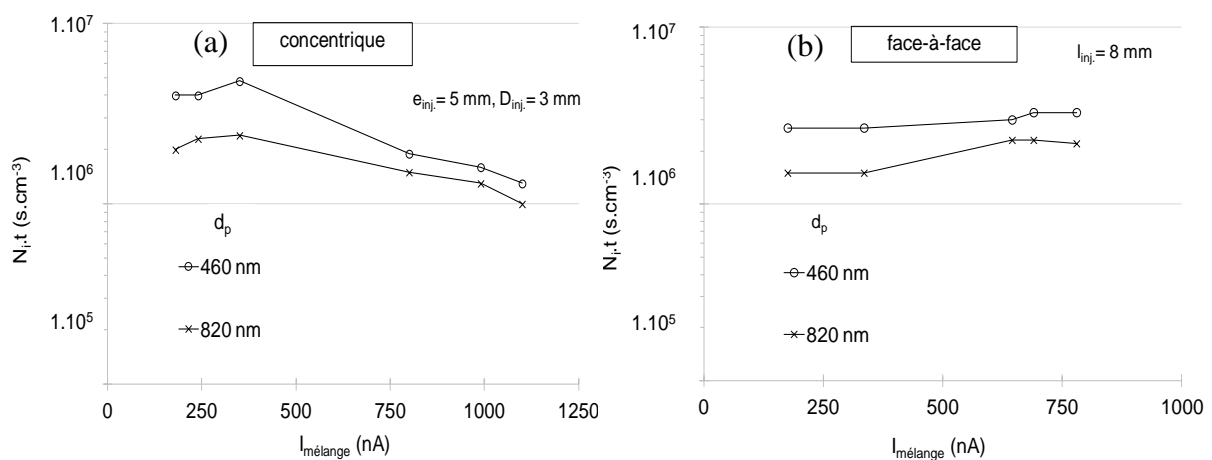 1.10⁷
(a)
concentrique
e_inj.= 5 mm, D_inj.= 3 mm
1.10⁶
N_i.t (s.cm⁻³)
d_p
460 nm
820 nm
1.10⁵
0 250 500 750 1000 1250
I_mélange (nA)
1.10⁷
(b)
face-à-face
l_inj.= 8 mm
1.10⁶
N_i.t (s.cm⁻³)
d_p
460 nm
820 nm
1.10⁵
0 250 500 750 1000
I_mélange (nA)